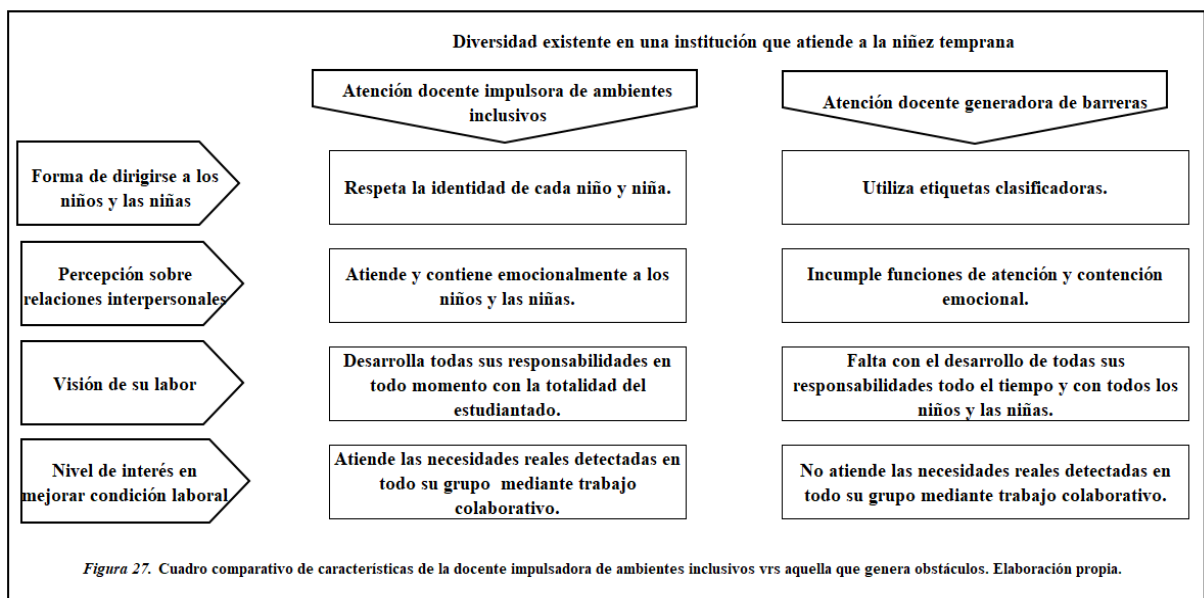 Diversidad existente en una institución que atiende a la niñez temprana
Atención docente impulsora de ambientes
inclusivos
Atención docente generadora de barreras
Forma de dirigirse a los
niños y las niñas
Respeta la identidad de cada niño y niña.
Utiliza etiquetas clasificadoras.
Percepción sobre
relaciones interpersonales
Atiende y contiene emocionalmente a los
niños y las niñas.
Incumple funciones de atención y contención
emocional.
Visión de su labor
Desarrolla todas sus responsabilidades en
todo momento con la totalidad del
estudiantado.
Falta con el desarrollo de todas sus
responsabilidades todo el tiempo y con todos los
niños y las niñas.
Nivel de interés en
mejorar condición laboral
Atiende las necesidades reales detectadas en
todo su grupo mediante trabajo
colaborativo.
No atiende las necesidades reales detectadas en
todo su grupo mediante trabajo colaborativo.
Figura 27. Cuadro comparativo de características de la docente impulsadora de ambientes inclusivos vrs aquella que genera obstáculos. Elaboración propia.